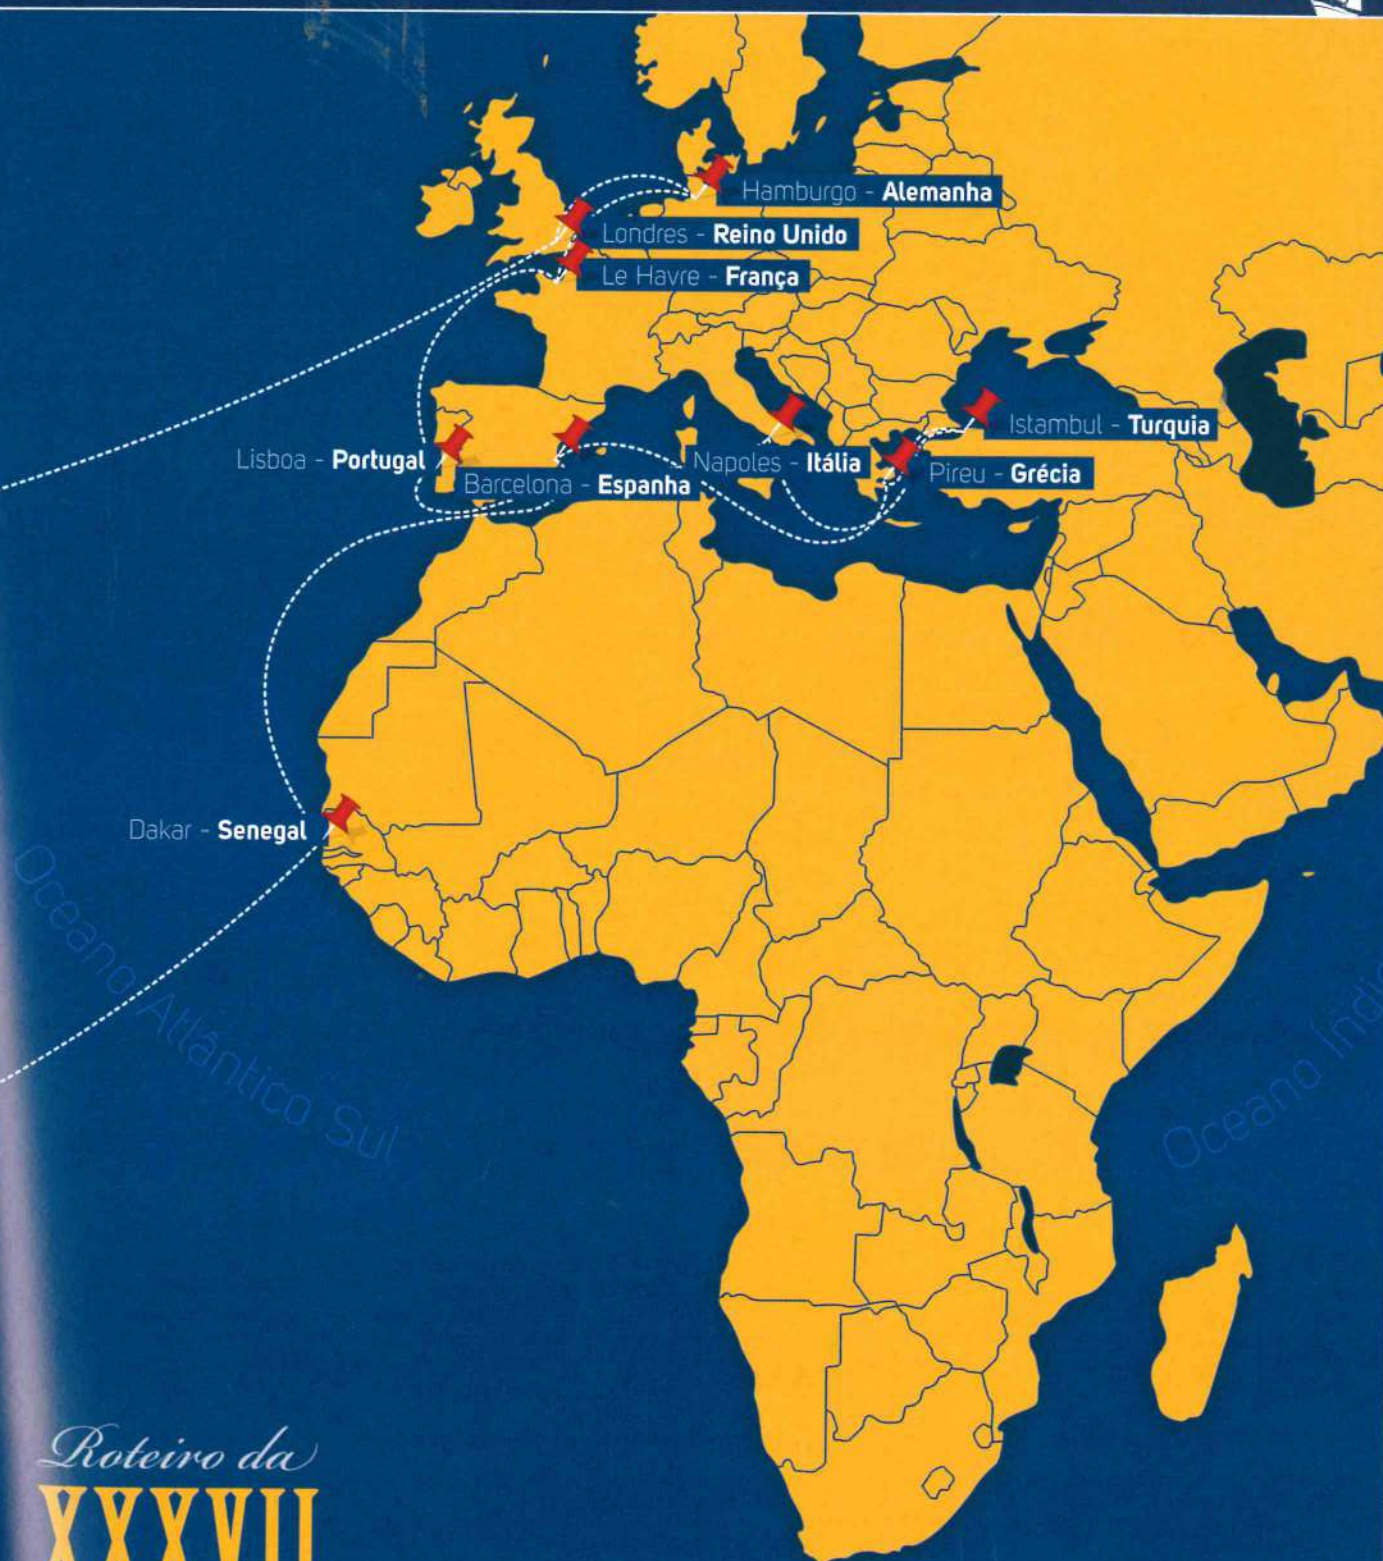 Hamburgo - Alemanha
Londres - Reino Unido
Le Havre - França
Istambul - Turquia
Lisboa - Portugal
Napoles - Itália
Pireu - Grécia
Barcelona - Espanha
Dakar - Senegal
Oceano Atlântico Sul
Oceano Índi
Roteiro da
XXXVII